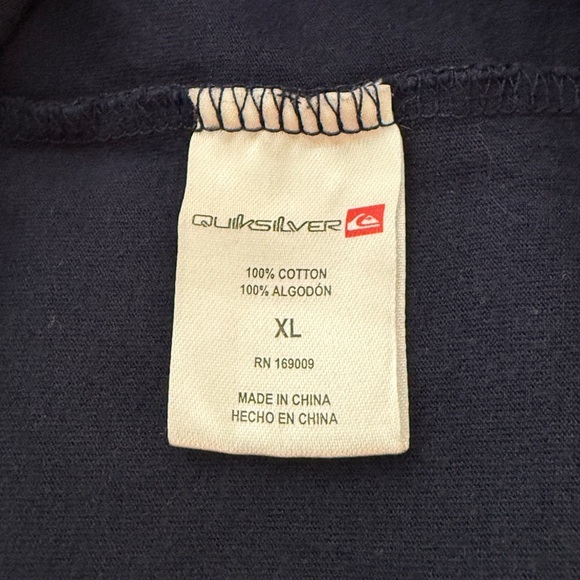 QUIKSILVER
100% COTTON
100% ALGODÓN
XL
RN 169009
MADE IN CHINA
HECHO EN CHINA